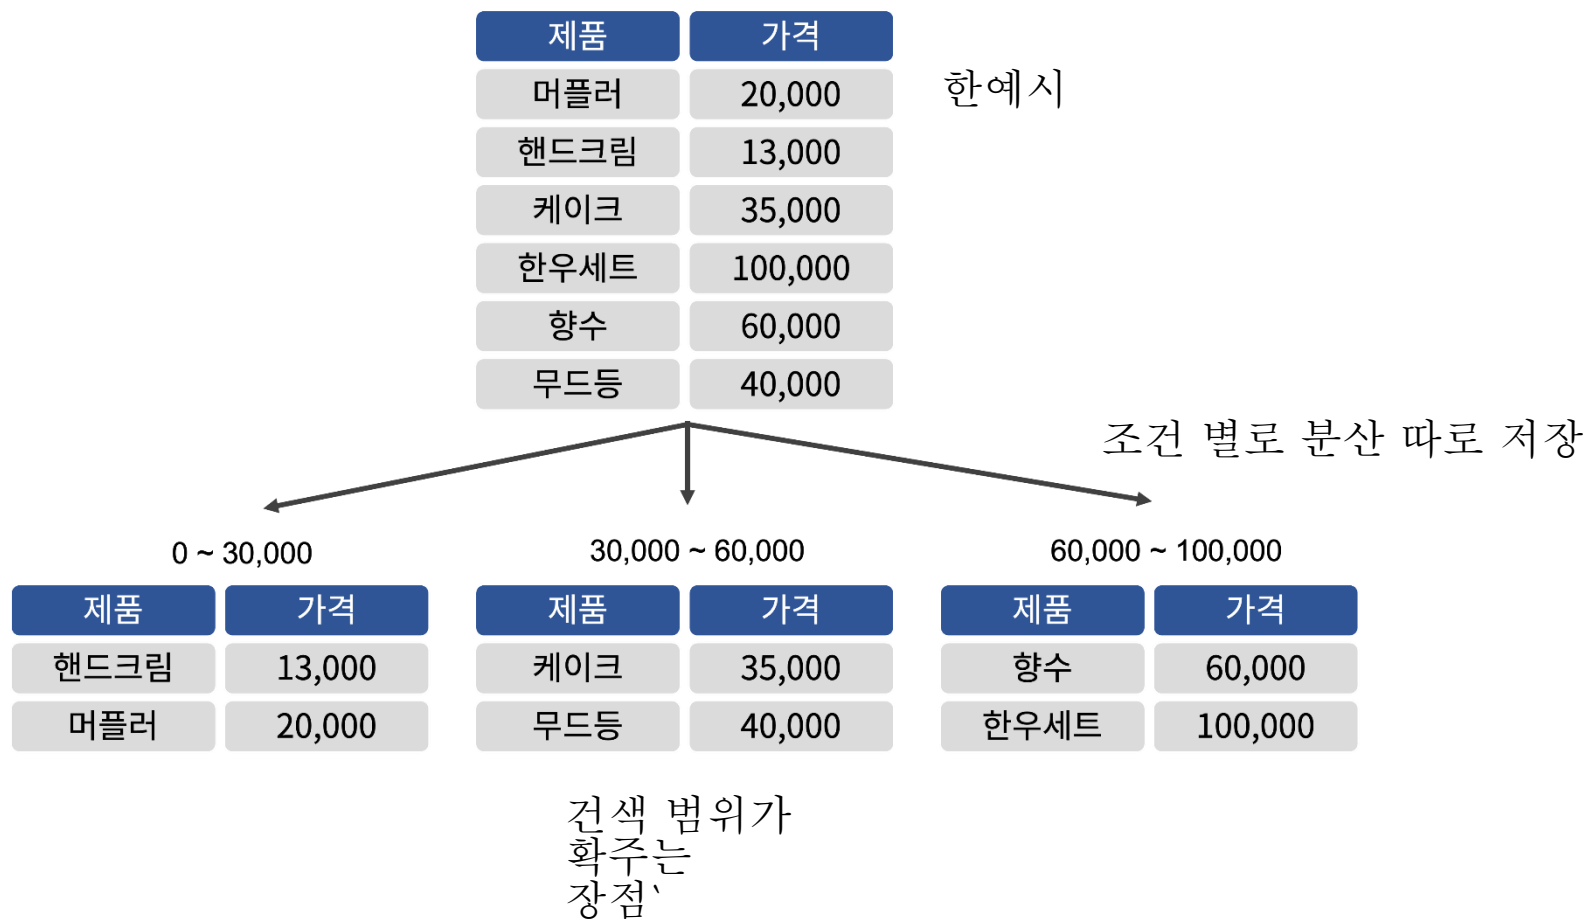 제품 가격
머플러 20,000
한예시
핸드크림 13,000
케이크 35,000
한우세트 100,000
향수 60,000
무드등 40,000
조건 별로 분산 따로 저장
0 ~ 30,000
30,000 ~ 60,000
60,000 ~ 100,000
제품 가격
핸드크림 13,000
머플러 20,000
제품 가격
케이크 35,000
무드등 40,000
제품 가격
향수 60,000
한우세트 100,000
건색 범위가
확주는
장점`